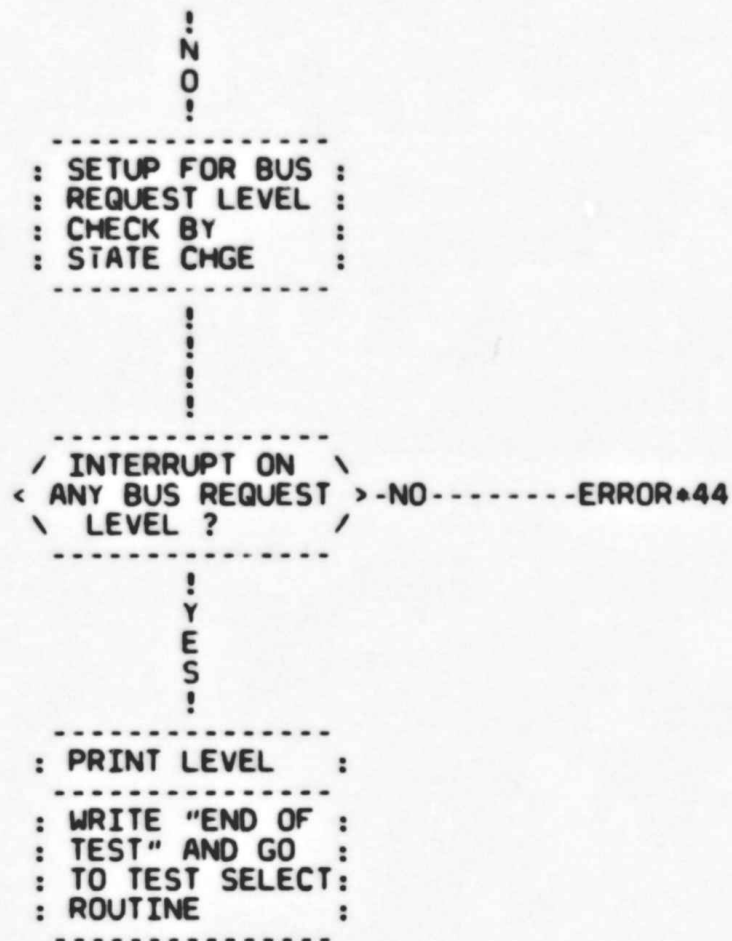 !
N
O
!
- - - - - - - - - - - - - -
: SETUP FOR BUS :
: REQUEST LEVEL :
: CHECK BY :
: STATE CHGE :
- - - - - - - - - - - - - -
!
!
!
!
- - - - - - - - - - - - - -
/ INTERRUPT ON \
< ANY BUS REQUEST >-NO--------ERROR*44
\ LEVEL ? /
- - - - - - - - - - - - - -
!
Y
E
S
!
- - - - - - - - - - - - - -
: PRINT LEVEL :
- - - - - - - - - - - - - -
: WRITE "END OF :
: TEST" AND GO :
: TO TEST SELECT:
: ROUTINE :
- - - - - - - - - - - - - -